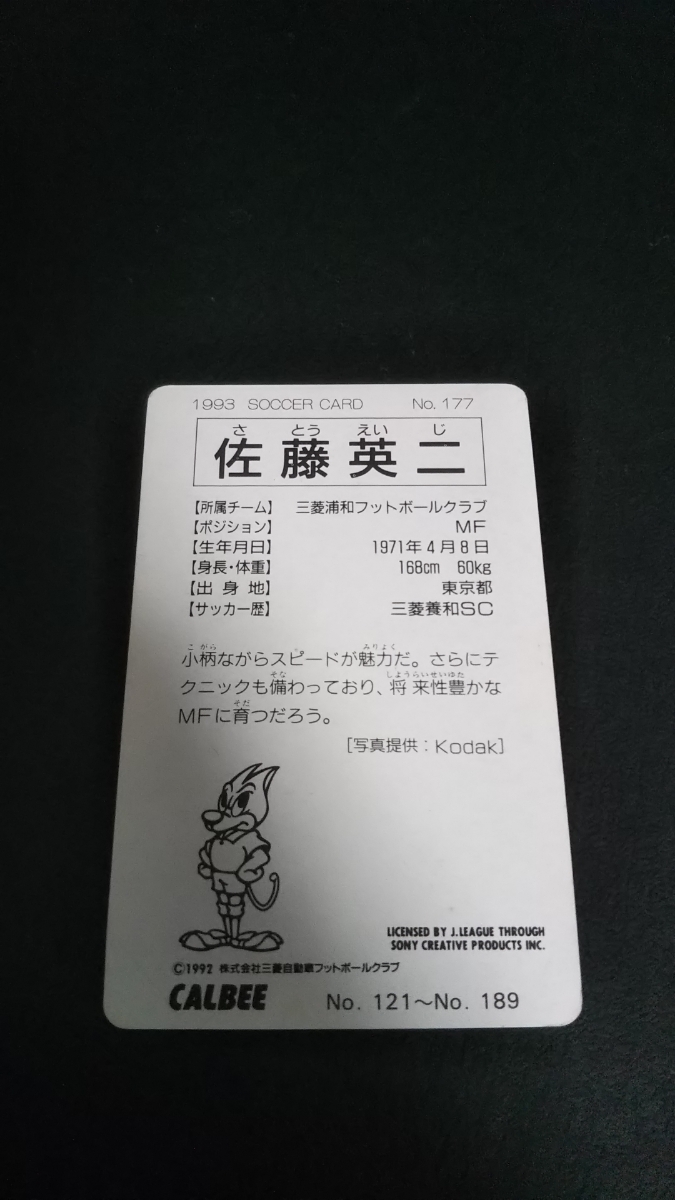 1993 SOCCER CARD No. 177
さ とう えい じ
佐藤英二
【所属チーム】 三菱浦和フットボールクラブ
【ポジション】 MF
【生年月日】 1971年4月8日
【身長・体重】 168cm 60kg
【出身地】 東京都
【サッカー歴】 三菱養和SC
こがら みりょく
小柄ながらスピードが魅力だ。さらにテ
そな しょうらいせいゆた
クニックも備わっており、将来性豊かな
そだ
MFに育つだろう。
[写真提供:Kodak]
LICENSED BY J.LEAGUE THROUGH
SONY CREATIVE PRODUCTS INC.
©1992 株式会社三菱自動車フットボールクラブ
CALBEE No. 121〜No. 189